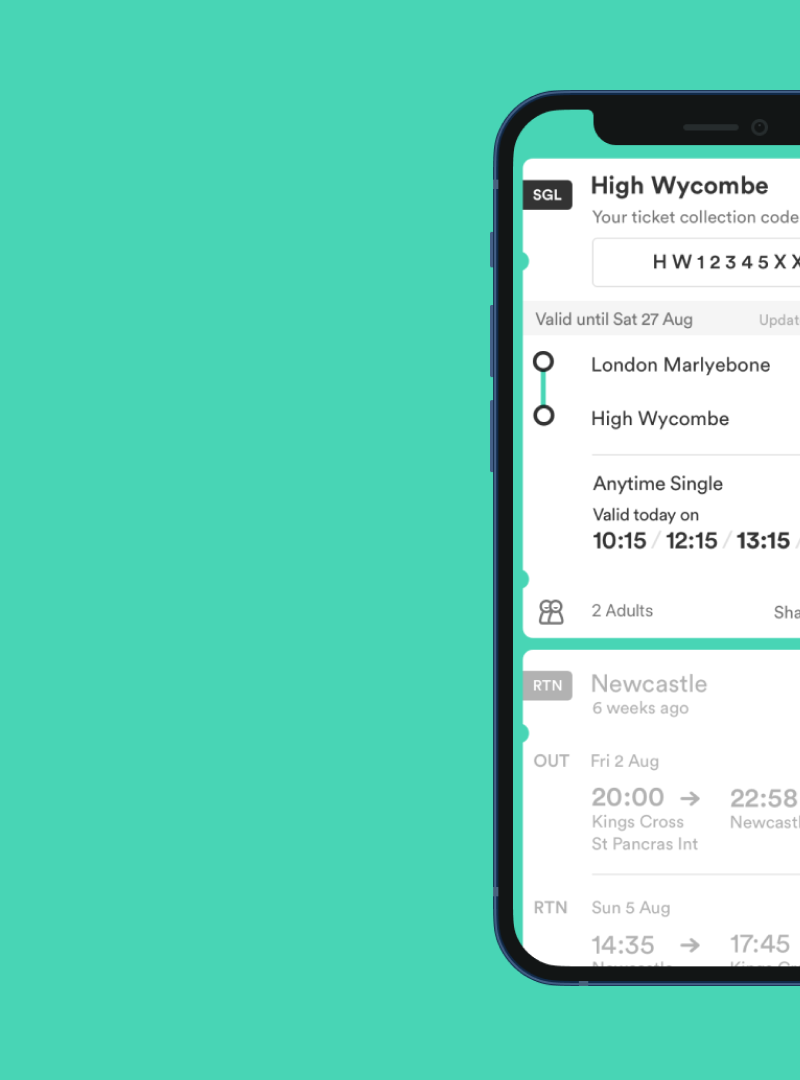 SGL High Wycombe
Your ticket collection code
HW12345XX
Valid until Sat 27 Aug Updat
London Marlyebone
High Wycombe
Anytime Single
Valid today on
10:15 / 12:15 / 13:15 /
2 Adults Sha
RTN Newcastle
6 weeks ago
OUT Fri 2 Aug
20:00 → 22:58
Kings Cross Newcastl
St Pancras Int
RTN Sun 5 Aug
14:35 → 17:45
Newcastle Kings Cr